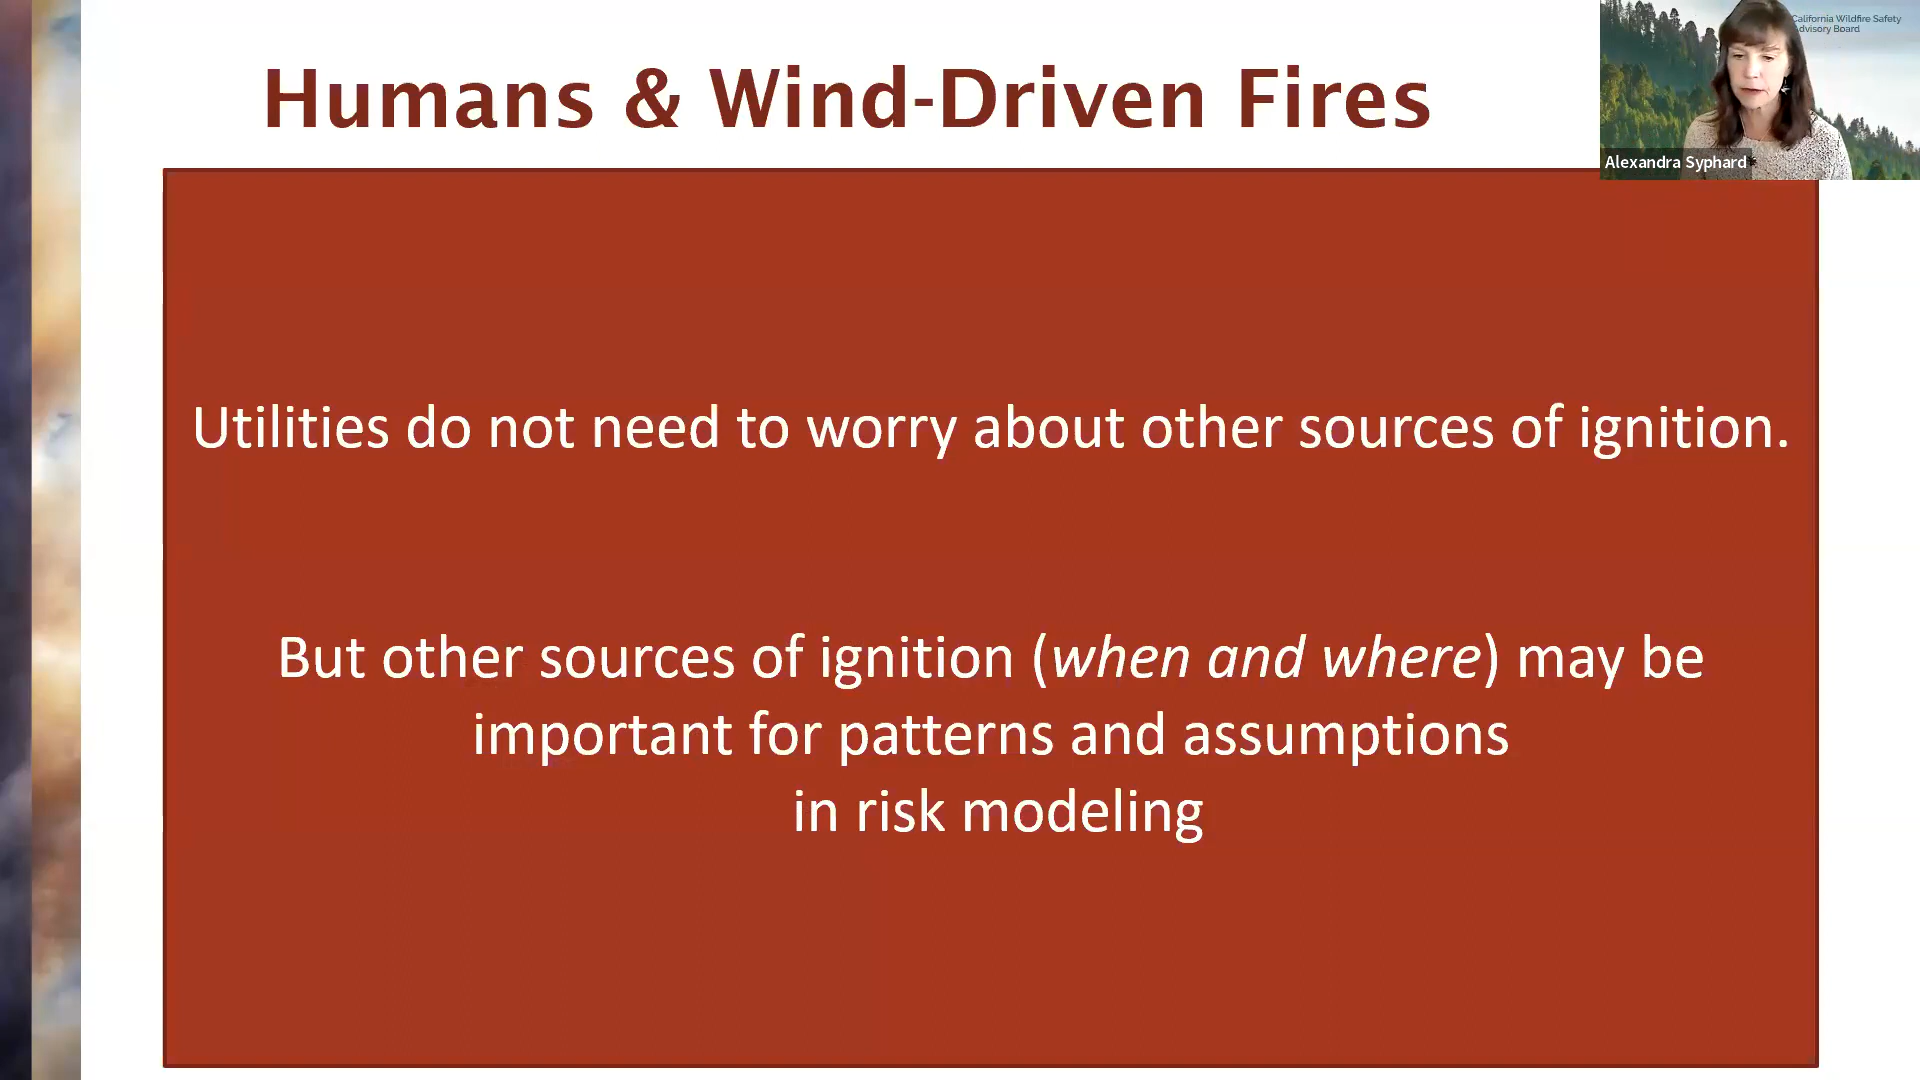 Humans & Wind-Driven Fires
California Wildfire Safety
Advisory Board
Alexandra Syphard
Utilities do not need to worry about other sources of ignition.
But other sources of ignition (when and where) may be
important for patterns and assumptions
in risk modeling